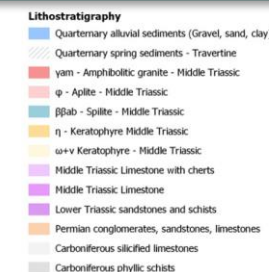 Lithostratigraphy
Quaternary alluvial sediments (Gravel, sand, clay
Quaternary spring sediments - Travertine
γam - Amphibolitic granite - Middle Triassic
φ - Aplite - Middle Triassic
ββab - Spilite - Middle Triassic
η - Keratophyre Middle Triassic
ω+ν Keratophyre - Middle Triassic
Middle Triassic Limestone with cherts
Middle Triassic Limestone
Lower Triassic sandstones and schists
Permian conglomerates, sandstones, limestones
Carboniferous silicified limestones
Carboniferous phyllic schists